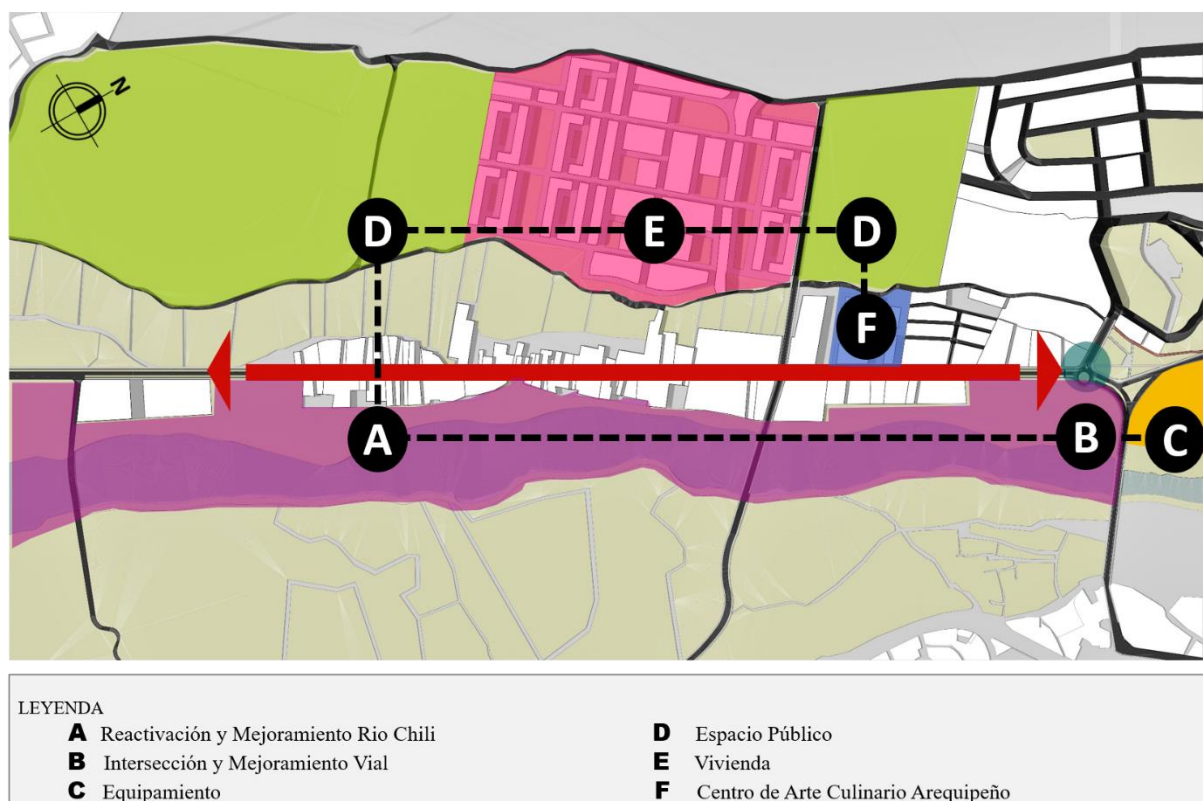 N
D E D
F
A B C
LEYENDA
A Reactivación y Mejoramiento Rio Chili
B Intersección y Mejoramiento Vial
C Equipamiento
D Espacio Público
E Vivienda
F Centro de Arte Culinario Arequipeño